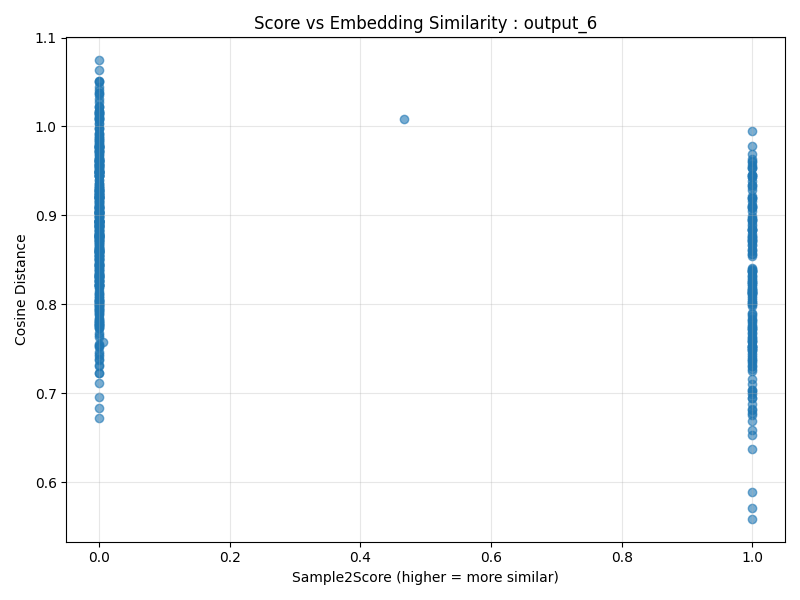 Score vs Embedding Similarity : output_6
Cosine Distance
1.1
1.0
0.9
0.8
0.7
0.6
0.0 0.2 0.4 0.6 0.8 1.0
Sample2Score (higher = more similar)